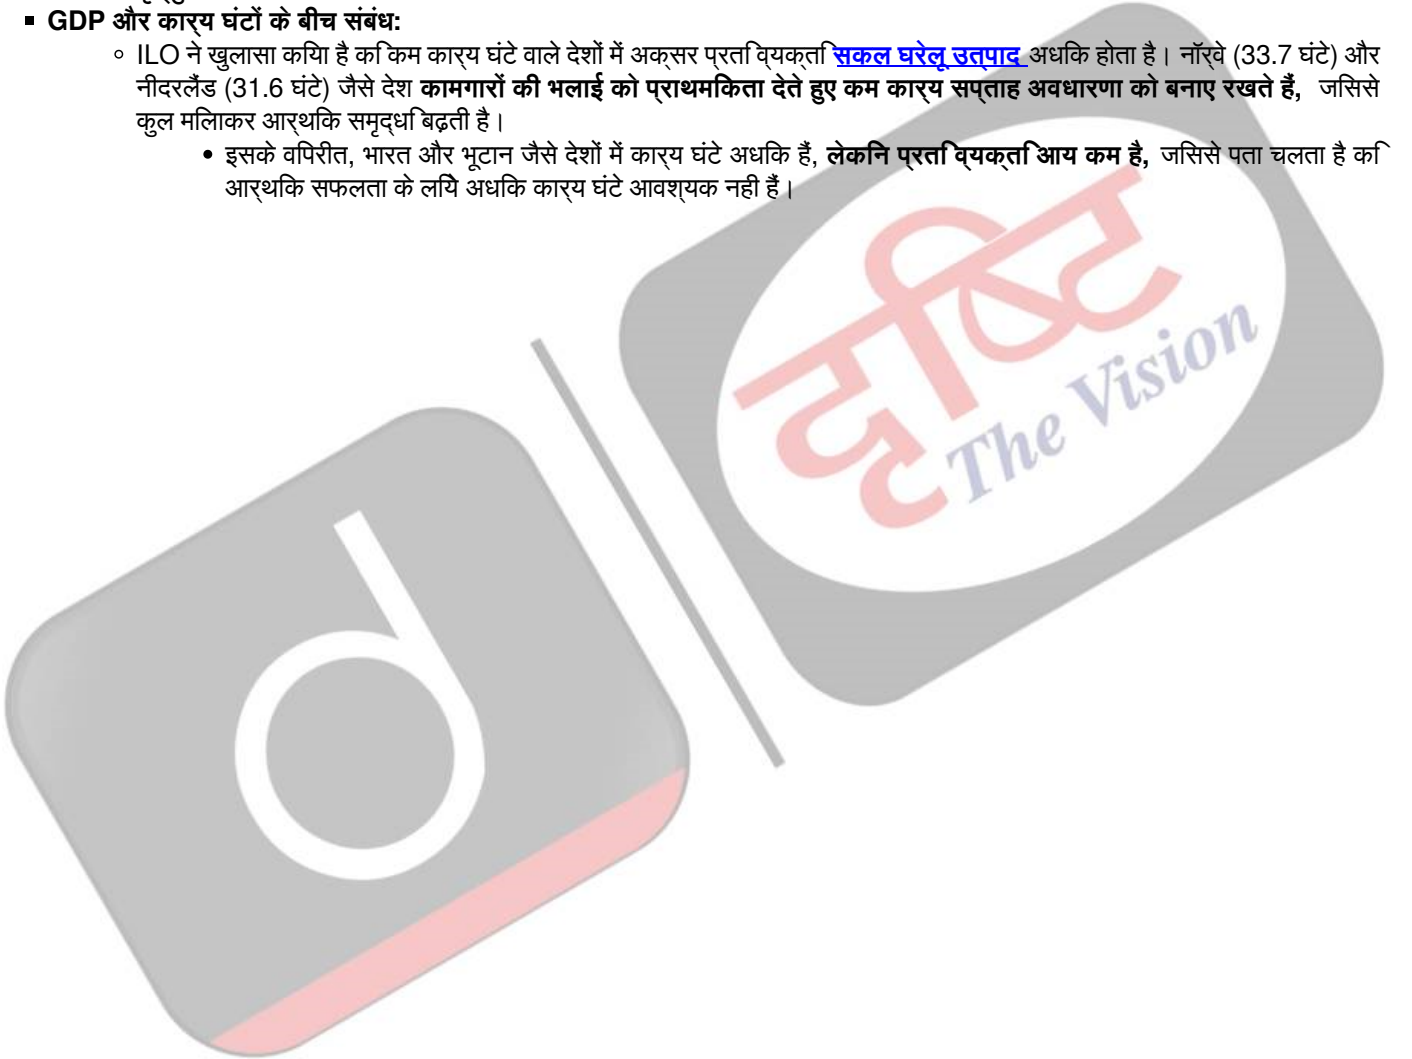 GDP और कार्य घंटों के बीच संबंध:
ILO ने खुलासा किया है कि कम कार्य घंटे वाले देशों में अक्सर प्रति व्यक्ति सकल घरेलू उत्पाद अधिक होता है। नॉर्वे (33.7 घंटे) और
नीदरलैंड (31.6 घंटे) जैसे देश कामगारों की भलाई को प्राथमिकता देते हुए कम कार्य सप्ताह अवधारणा को बनाए रखते हैं, जिससे
कुल मिलाकर आर्थिक समृद्धि बढ़ती है।
इसके विपरीत, भारत और भूटान जैसे देशों में कार्य घंटे अधिक हैं, लेकिन प्रति व्यक्ति आय कम है, जिससे पता चलता है कि
आर्थिक सफलता के लिये अधिक कार्य घंटे आवश्यक नही हैं।
दृष्टि
The Vision
d